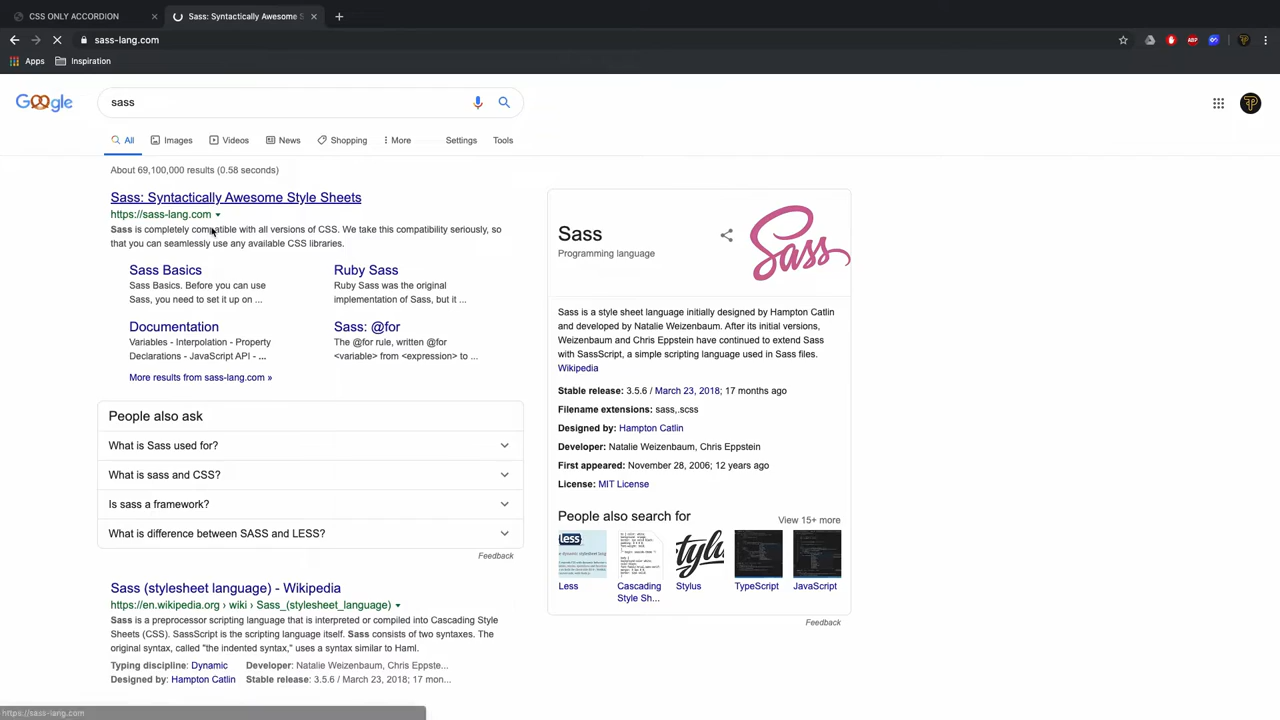 CSS ONLY ACCORDION
Sass: Syntactically Awesome S
sass-lang.com
Apps
Inspiration
Google
sass
All
Images
Videos
News
Shopping
More
Settings
Tools
About 69,100,000 results (0.58 seconds)
Sass: Syntactically Awesome Style Sheets
https://sass-lang.com
Sass is completely compatible with all versions of CSS. We take this compatibility seriously, so
that you can seamlessly use any available CSS libraries.
Sass Basics
Sass Basics. Before you can use
Sass, you need to set it up on ...
Ruby Sass
Ruby Sass was the original
implementation of Sass, but it ...
Documentation
Variables - Interpolation - Property
Declarations - JavaScript API - ...
Sass: @for
The @for rule, written @for
<variable> from <expression> to ...
More results from sass-lang.com »
People also ask
What is Sass used for?
What is sass and CSS?
Is sass a framework?
What is difference between SASS and LESS?
Feedback
Sass (stylesheet language) - Wikipedia
https://en.wikipedia.org › wiki › Sass_(stylesheet_language)
Sass is a preprocessor scripting language that is interpreted or compiled into Cascading Style
Sheets (CSS). SassScript is the scripting language itself. Sass consists of two syntaxes. The
original syntax, called "the indented syntax," uses a syntax similar to Haml.
Typing discipline: Dynamic
Developer: Natalie Weizenbaum, Chris Eppste...
Designed by: Hampton Catlin
Stable release: 3.5.6 / March 23, 2018; 17 mon...
Sass
Programming language
Sass
Sass is a style sheet language initially designed by Hampton Catlin
and developed by Natalie Weizenbaum. After its initial versions,
Weizenbaum and Chris Eppstein have continued to extend Sass
with SassScript, a simple scripting language used in Sass files.
Wikipedia
Stable release: 3.5.6 / March 23, 2018; 17 months ago
Filename extensions: sass,.scss
Designed by: Hampton Catlin
Developer: Natalie Weizenbaum, Chris Eppstein
First appeared: November 28, 2006; 12 years ago
License: MIT License
People also search for
View 15+ more
less
Less
Cascading
Style Sh...
Stylus
TypeScript
JavaScript
Feedback
https://sass-lang.com